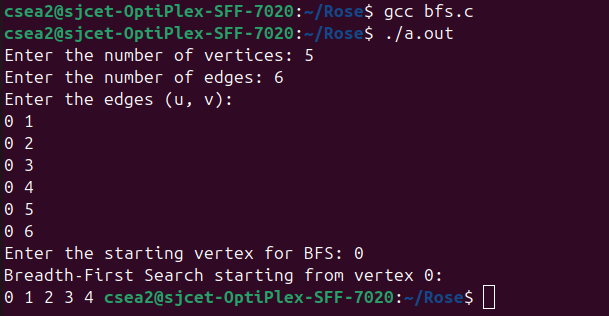 csea2@sjcet-OptiPlex-SFF-7020:~/Rose$ gcc bfs.c
csea2@sjcet-OptiPlex-SFF-7020:~/Rose$ ./a.out
Enter the number of vertices: 5
Enter the number of edges: 6
Enter the edges (u, v):
0 1
0 2
0 3
0 4
0 5
0 6
Enter the starting vertex for BFS: 0
Breadth-First Search starting from vertex 0:
0 1 2 3 4 csea2@sjcet-OptiPlex-SFF-7020:~/Rose$